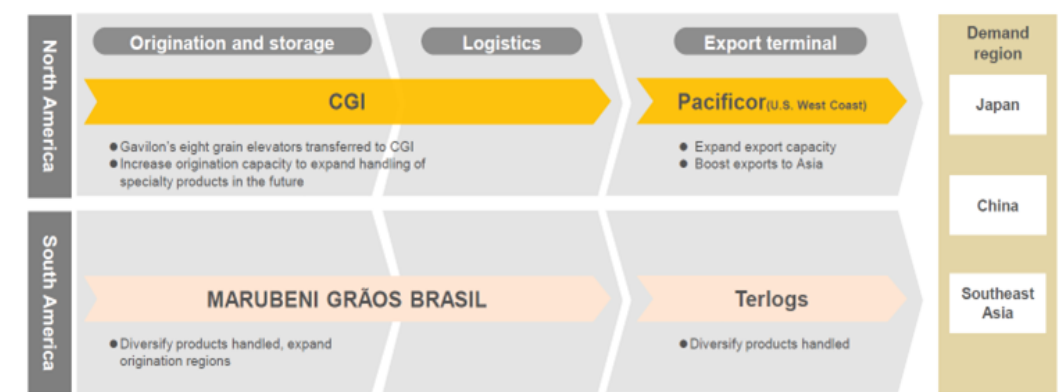 North America
Origination and storage
Logistics
Export terminal
CGI
Pacificor(U.S. West Coast)
●Gavilon's eight grain elevators transferred to CGI
●Increase origination capacity to expand handling of
specialty products in the future
● Expand export capacity
● Boost exports to Asia
South America
MARUBENI GRÃOS BRASIL
Terlogs
●Diversify products handled, expand
origination regions
●Diversify products handled
Demand
region
Japan
China
Southeast
Asia